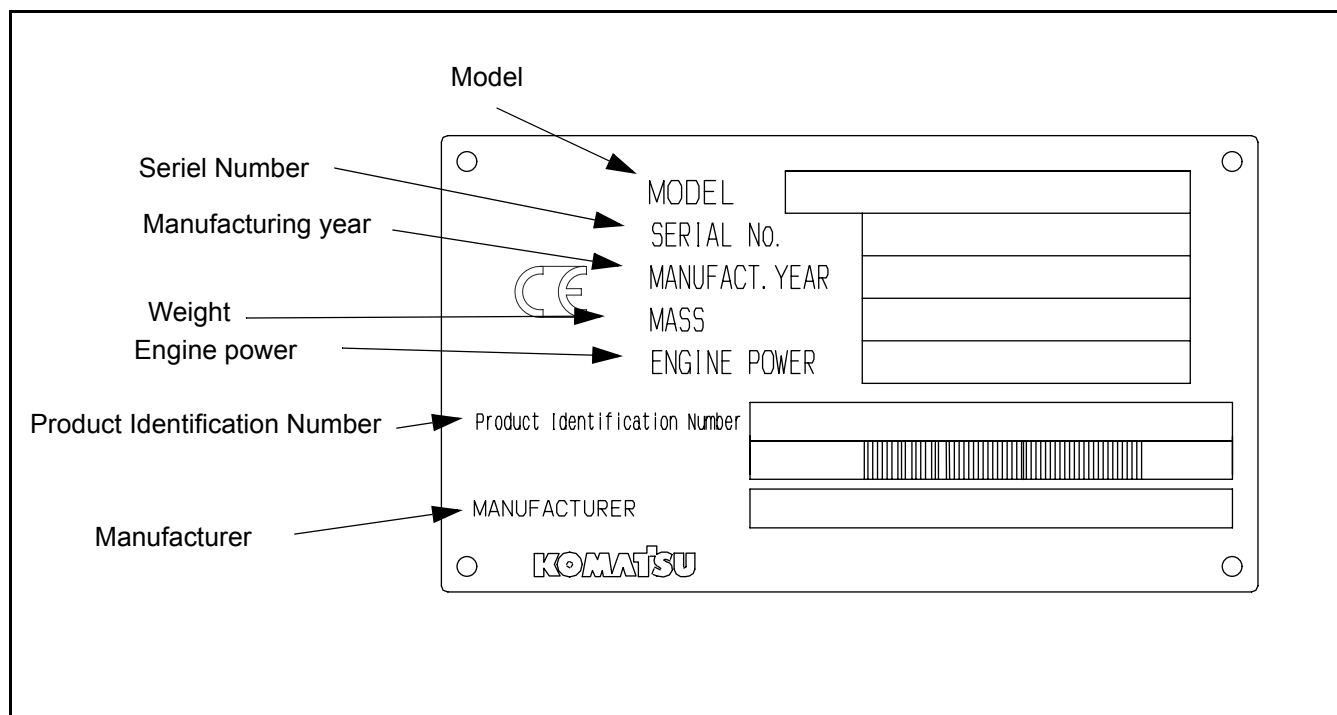 Model
Seriel Number
Manufacturing year
Weight
Engine power
Product Identification Number
Manufacturer
MODEL
SERIAL No.
MANUFACT. YEAR
CE
MASS
ENGINE POWER
Product Identification Number
MANUFACTURER
KOMATSU